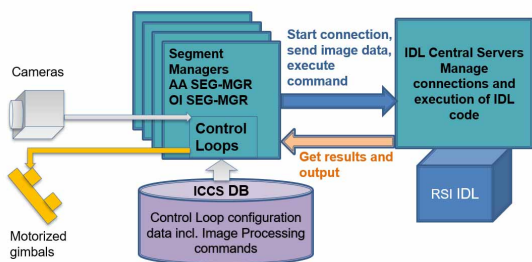 Cameras
Motorized
gimbals
Segment
Managers
AA SEG-MGR
OI SEG-MGR
Control
Loops
ICCS DB
Control Loop configuration
data incl. Image Processing
commands
Start connection,
send image data,
execute
command
Get results and
output
IDL Central Servers
Manage
connections and
execution of IDL
code
RSI IDL